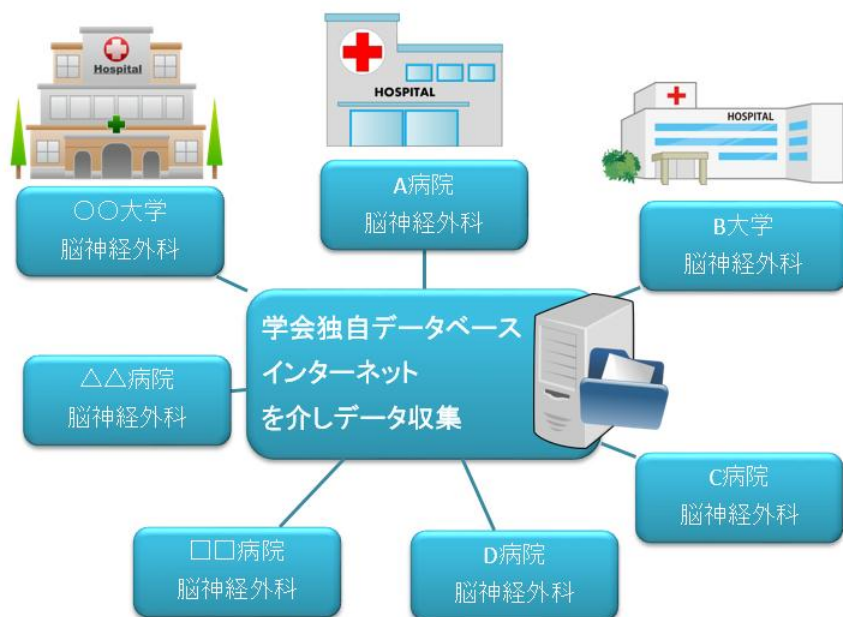 Hospital
HOSPITAL
HOSPITAL
〇〇大学
脳神経外科
A病院
脳神経外科
B大学
脳神経外科
学会独自データベース
インターネット
を介しデータ収集
△△病院
脳神経外科
C病院
脳神経外科
□□病院
脳神経外科
D病院
脳神経外科